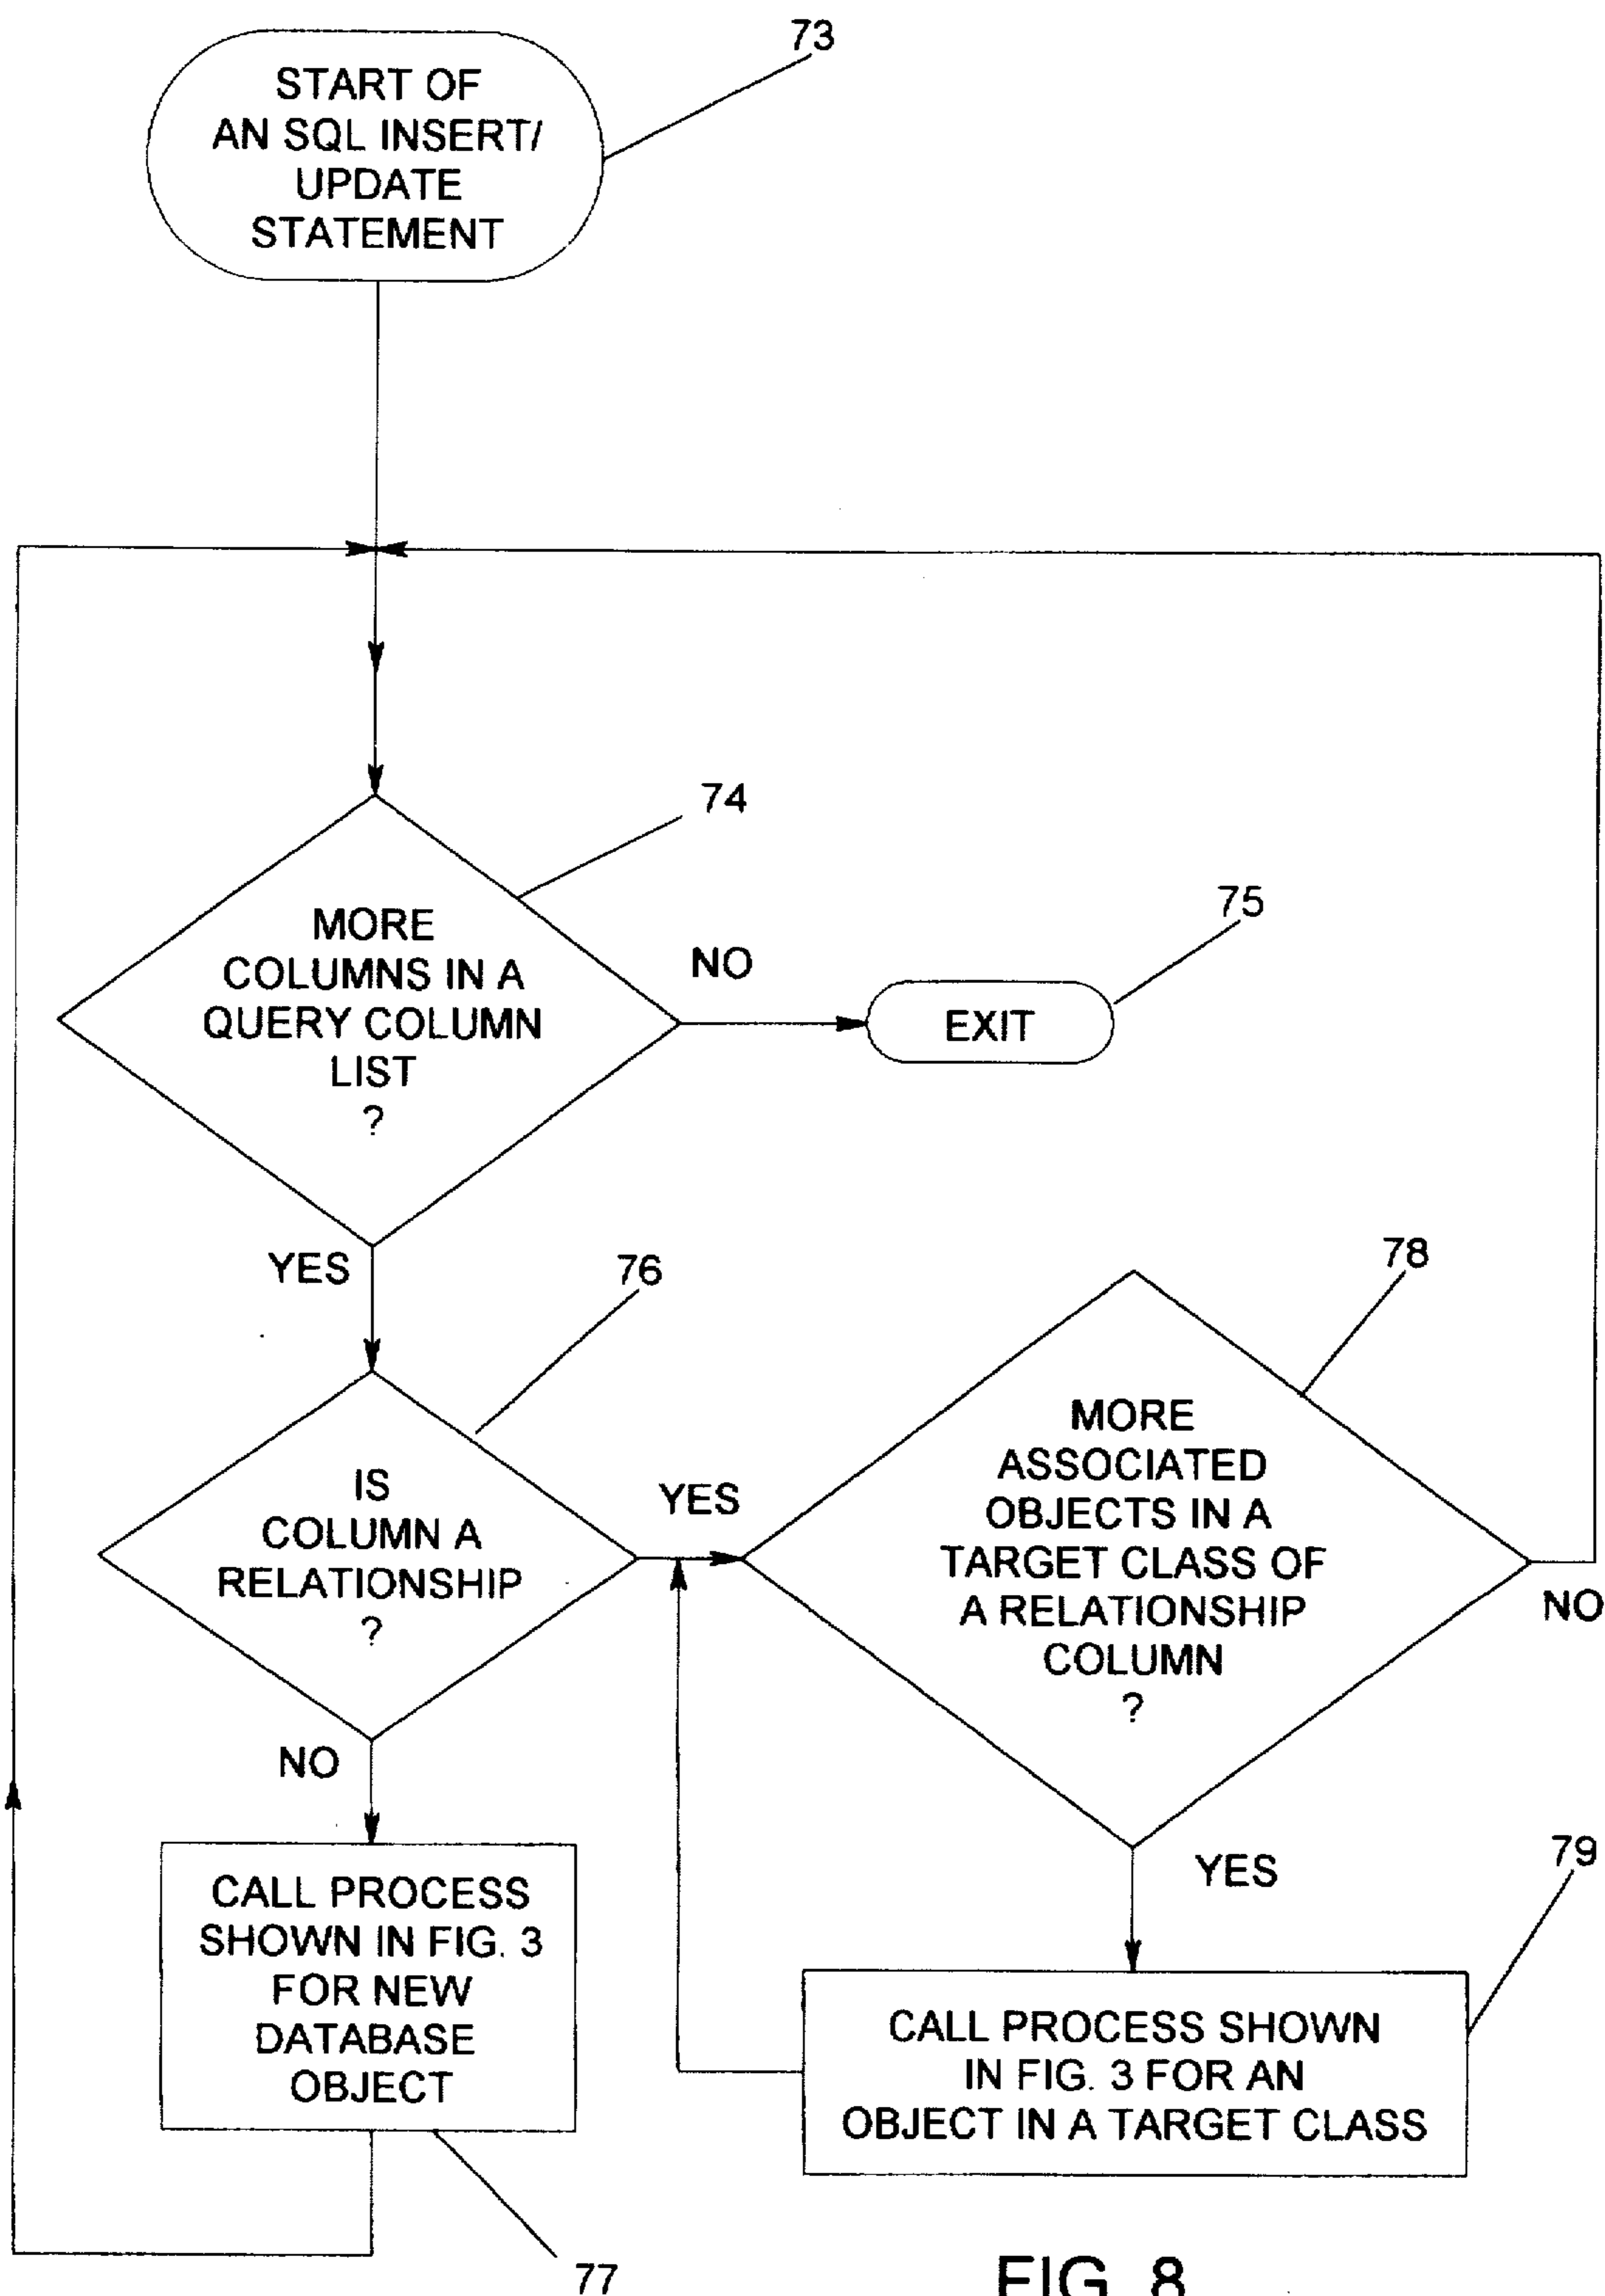 73
START OF
AN SQL INSERT/
UPDATE
STATEMENT
74
MORE
COLUMNS IN A
QUERY COLUMN
LIST
?
NO
75
EXIT
YES
76
IS
COLUMN A
RELATIONSHIP
?
YES
78
MORE
ASSOCIATED
OBJECTS IN A
TARGET CLASS OF
A RELATIONSHIP
COLUMN
?
NO
NO
CALL PROCESS
SHOWN IN FIG. 3
FOR NEW
DATABASE
OBJECT
77
YES
79
CALL PROCESS SHOWN
IN FIG. 3 FOR AN
OBJECT IN A TARGET CLASS
FIG. 8